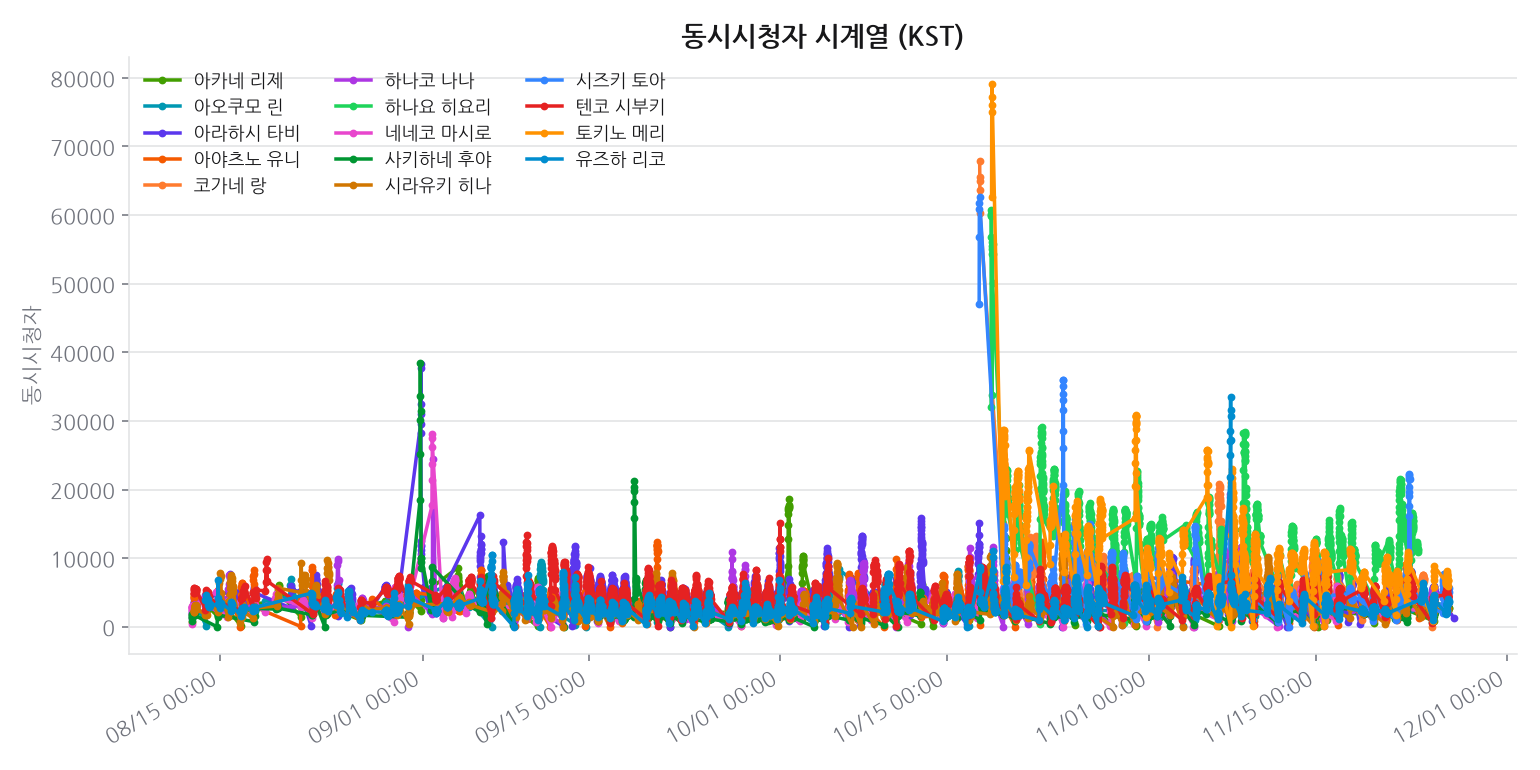 동시시청자 시계열 (KST)
동시시청자
80000
70000
60000
50000
40000
30000
20000
10000
0
아카네 리제
아오쿠모 린
아라하시 타비
아야츠노 유니
코가네 랑
하나코 나나
하나요 히요리
네네코 마시로
사키하네 후야
시라유키 히나
시즈키 토아
텐코 시부키
토키노 메리
유즈하 리코
08/15 00:00
09/01 00:00
09/15 00:00
10/01 00:00
10/15 00:00
11/01 00:00
11/15 00:00
12/01 00:00